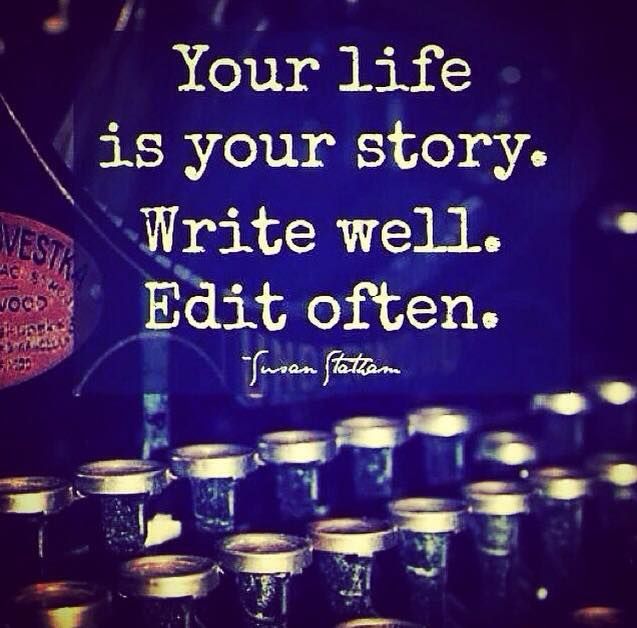 Your life
is your story.
Write well.
Edit often.
~Susan Statham